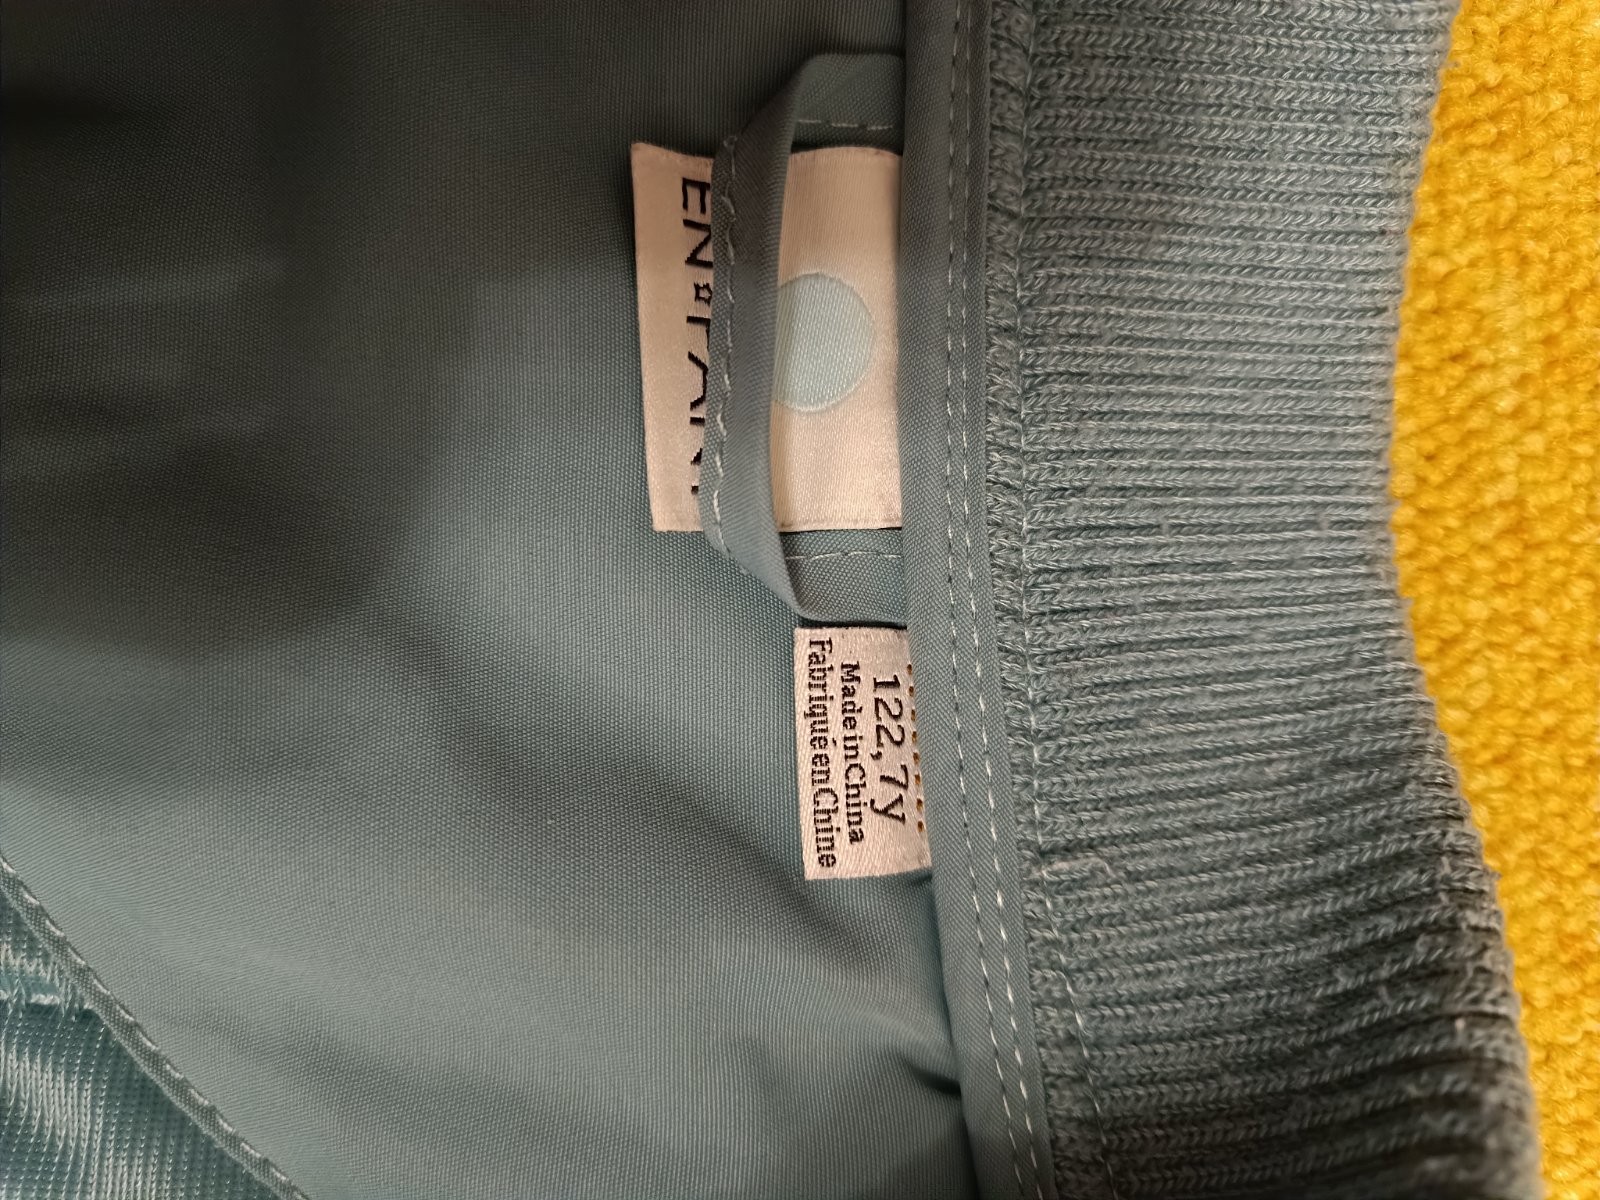 122,7y
Made in China
Fabriqué en Chine